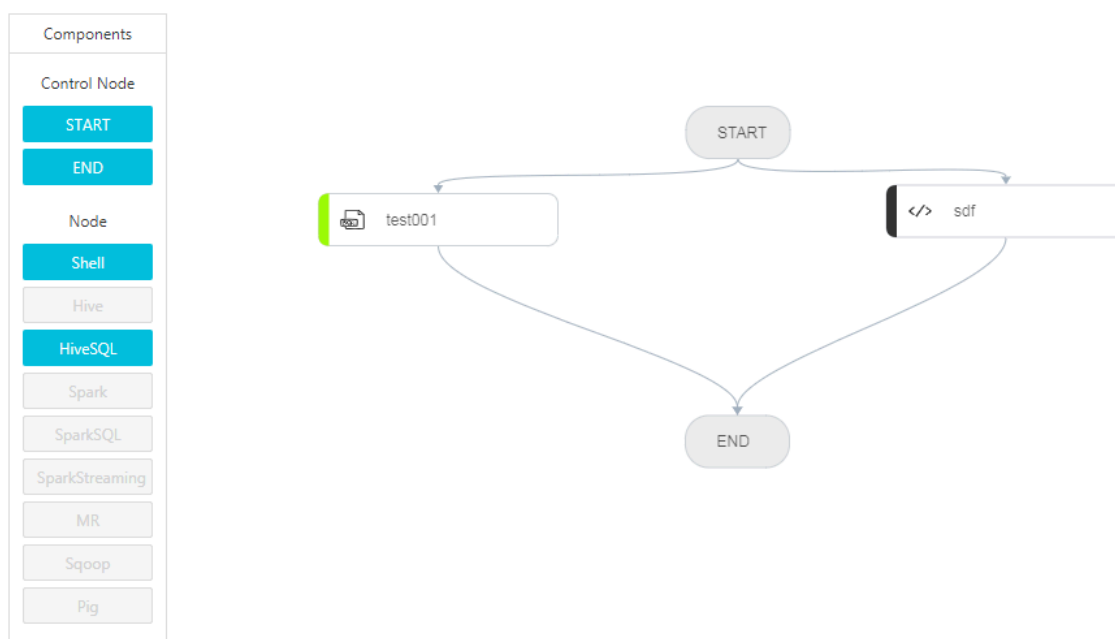 Components
Control Node
START
END
Node
Shell
Hive
HiveSQL
Spark
SparkSQL
SparkStreaming
MR
Sqoop
Pig
START
test001
</> sdf
END